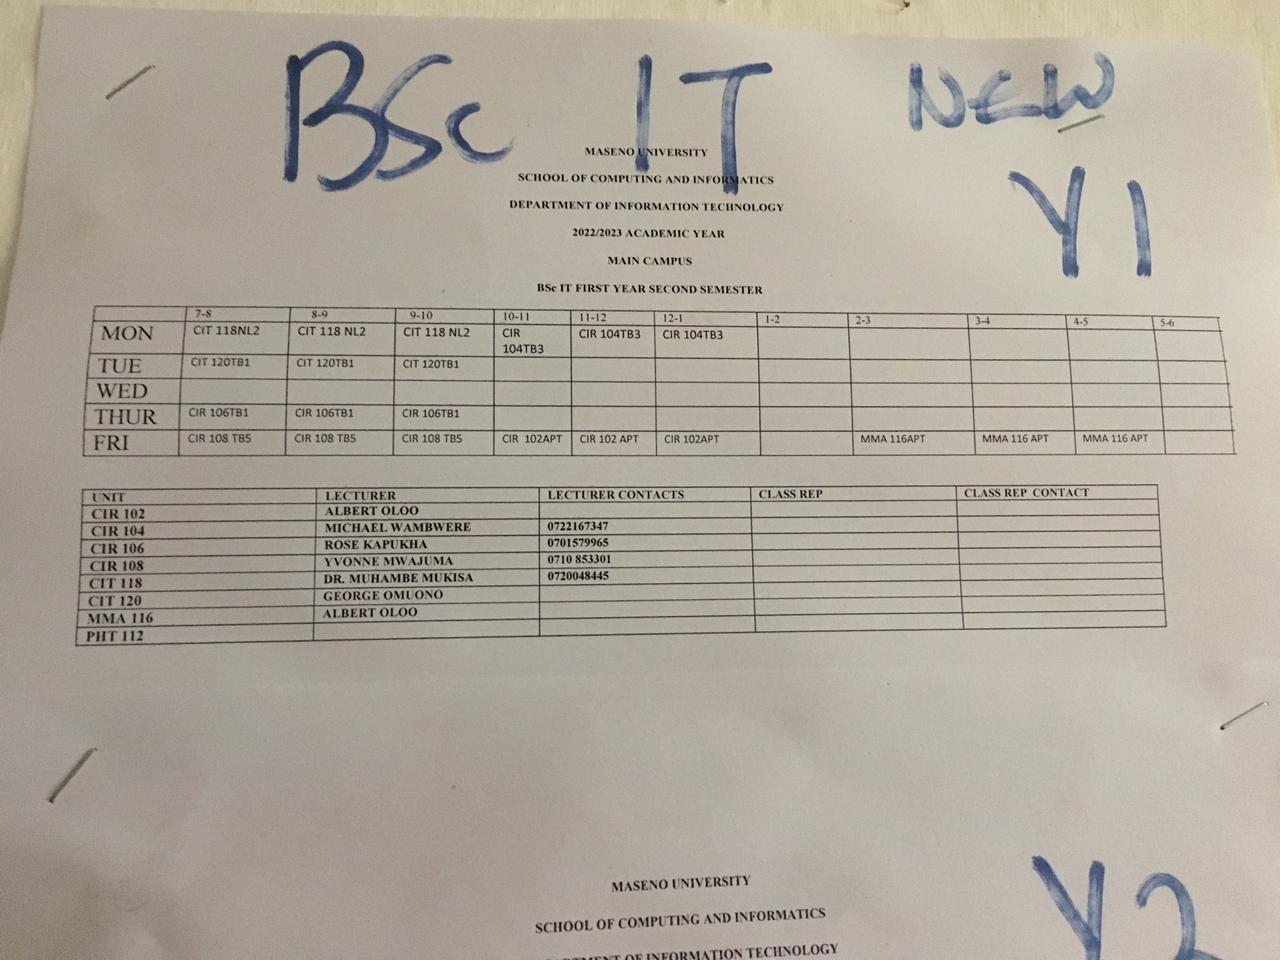 BSc IT NEW
Y1
MASENO UNIVERSITY
SCHOOL OF COMPUTING AND INFORMATICS
DEPARTMENT OF INFORMATION TECHNOLOGY
2022/2023 ACADEMIC YEAR
MAIN CAMPUS
BSc IT FIRST YEAR SECOND SEMESTER
7-8 8-9 9-10 10-11 11-12 12-1 1-2 2-3 3-4 4-5 5-6
MON CIT 118NL2 CIT 118 NL2 CIT 118 NL2 CIR 104TB3 CIR 104TB3 CIR 104TB3
TUE CIT 120TB1 CIT 120TB1 CIT 120TB1
WED
THUR CIR 106TB1 CIR 106TB1 CIR 106TB1
FRI CIR 108 TB5 CIR 108 TB5 CIR 108 TB5 CIR 102APT CIR 102 APT CIR 102APT MMA 116APT MMA 116 APT MMA 116 APT
UNIT LECTURER LECTURER CONTACTS CLASS REP CLASS REP CONTACT
CIR 102 ALBERT OLOO
CIR 104 MICHAEL WAMBWERE 0722167347
CIR 106 ROSE KAPUKHA 0701579965
CIR 108 YVONNE MWAJUMA 0710 853301
CIT 118 DR. MUHAMBE MUKISA 0720048445
CIT 120 GEORGE OMUONO
MMA 116 ALBERT OLOO
PHT 112
Y2
MASENO UNIVERSITY
SCHOOL OF COMPUTING AND INFORMATICS
OF INFORMATION TECHNOLOGY